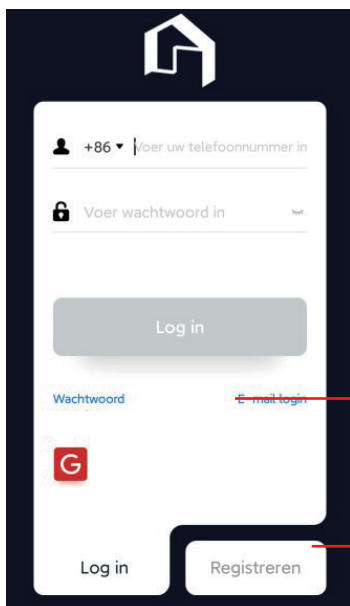 +86 Voer uw telefoonnummer in
Voer wachtwoord in
Log in
Wachtwoord E-mail login
G
Log in Registreren